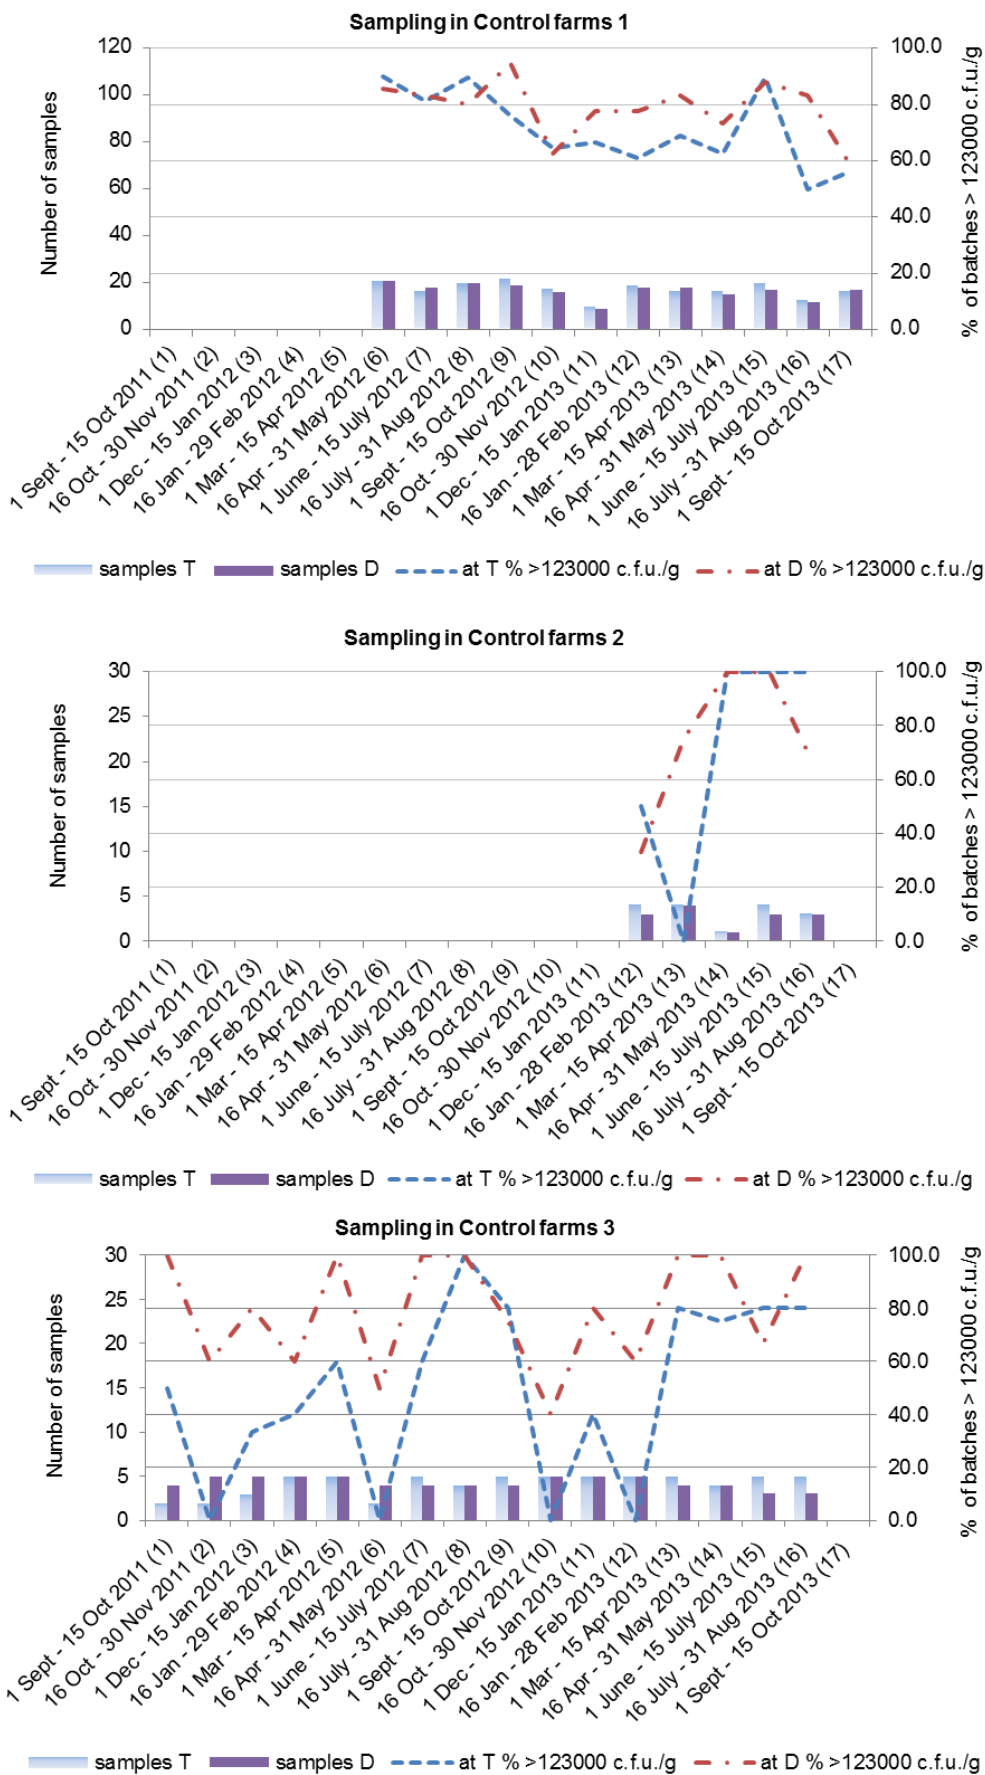 Sampling in Control farms 1
120
100
80
60
40
20
0
Number of samples
100.0
80.0
60.0
40.0
20.0
0.0
% of batches > 123000 c.f.u./g
1 Sept - 15 Oct 2011 (1)
16 Oct - 30 Nov 2011 (2)
1 Dec - 15 Jan 2012 (3)
16 Jan - 29 Feb 2012 (4)
1 Mar - 15 Apr 2012 (5)
16 Apr - 31 May 2012 (6)
1 June - 15 July 2012 (7)
16 July - 31 Aug 2012 (8)
1 Sept - 15 Oct 2012 (9)
16 Oct - 30 Nov 2012 (10)
1 Dec - 15 Jan 2013 (11)
16 Jan - 28 Feb 2013 (12)
1 Mar - 15 Apr 2013 (13)
16 Apr - 31 May 2013 (14)
1 June - 15 July 2013 (15)
16 July - 31 Aug 2013 (16)
1 Sept - 15 Oct 2013 (17)
samples T samples D at T % >123000 c.f.u./g at D % >123000 c.f.u./g
Sampling in Control farms 2
30
25
20
15
10
5
0
Number of samples
100.0
80.0
60.0
40.0
20.0
0.0
% of batches > 123000 c.f.u./g
1 Sept - 15 Oct 2011 (1)
16 Oct - 30 Nov 2011 (2)
1 Dec - 15 Jan 2012 (3)
16 Jan - 29 Feb 2012 (4)
1 Mar - 15 Apr 2012 (5)
16 Apr - 31 May 2012 (6)
1 June - 15 July 2012 (7)
16 July - 31 Aug 2012 (8)
1 Sept - 15 Oct 2012 (9)
16 Oct - 30 Nov 2012 (10)
1 Dec - 15 Jan 2013 (11)
16 Jan - 28 Feb 2013 (12)
1 Mar - 15 Apr 2013 (13)
16 Apr - 31 May 2013 (14)
1 June - 15 July 2013 (15)
16 July - 31 Aug 2013 (16)
1 Sept - 15 Oct 2013 (17)
samples T samples D at T % >123000 c.f.u./g at D % >123000 c.f.u./g
Sampling in Control farms 3
30
25
20
15
10
5
0
Number of samples
100.0
80.0
60.0
40.0
20.0
0.0
% of batches > 123000 c.f.u./g
1 Sept - 15 Oct 2011 (1)
16 Oct - 30 Nov 2011 (2)
1 Dec - 15 Jan 2012 (3)
16 Jan - 29 Feb 2012 (4)
1 Mar - 15 Apr 2012 (5)
16 Apr - 31 May 2012 (6)
1 June - 15 July 2012 (7)
16 July - 31 Aug 2012 (8)
1 Sept - 15 Oct 2012 (9)
16 Oct - 30 Nov 2012 (10)
1 Dec - 15 Jan 2013 (11)
16 Jan - 28 Feb 2013 (12)
1 Mar - 15 Apr 2013 (13)
16 Apr - 31 May 2013 (14)
1 June - 15 July 2013 (15)
16 July - 31 Aug 2013 (16)
1 Sept - 15 Oct 2013 (17)
samples T samples D at T % >123000 c.f.u./g at D % >123000 c.f.u./g